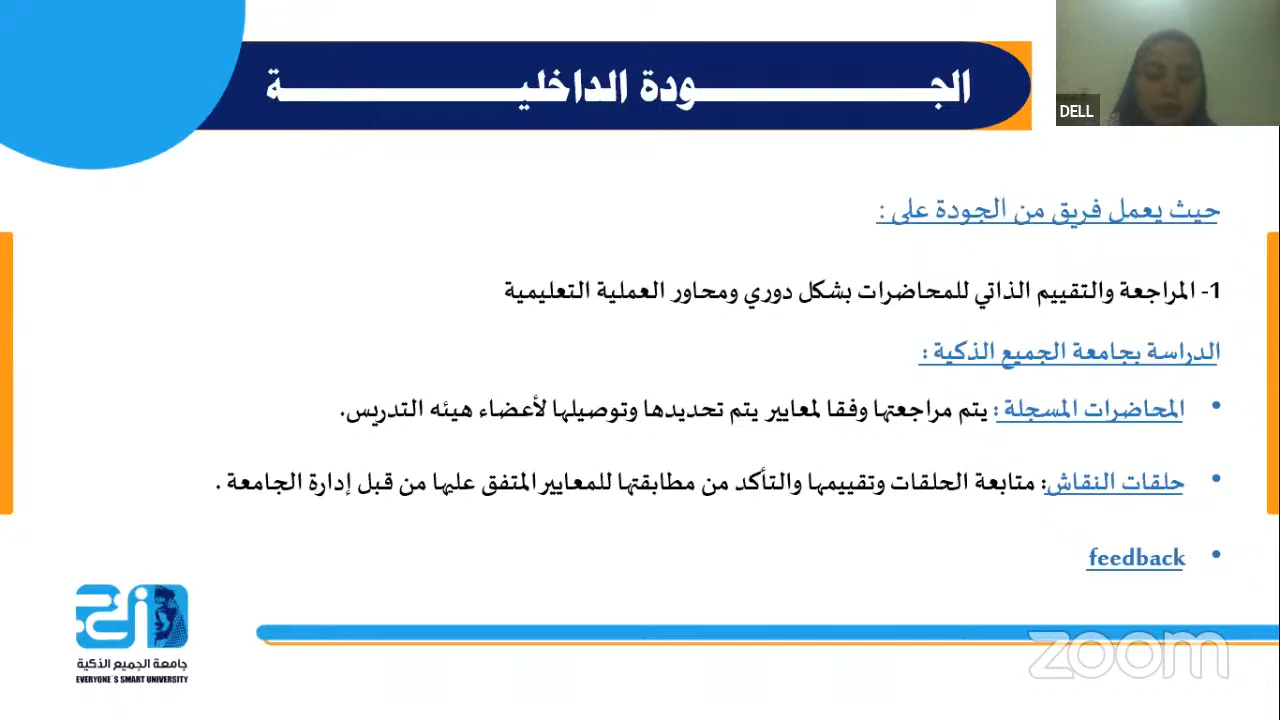 الجـــودة الداخليـــة
DELL
حيث يعمل فريق من الجودة على :
1- المراجعة والتقييم الذاتي للمحاضرات بشكل دوري ومحاور العملية التعليمية
الدراسة بجامعة الجميع الذكية :
• المحاضرات المسجلة : يتم مراجعتها وفقا لمعايير يتم تحديدها وتوصيلها لأعضاء هيئه التدريس.
• حلقات النقاش: متابعة الحلقات وتقييمها والتأكد من مطابقتها للمعايير المتفق عليها من قبل إدارة الجامعة .
• feedback
جامعة الجميع الذكية
EVERYONE'S SMART UNIVERSITY
zoom